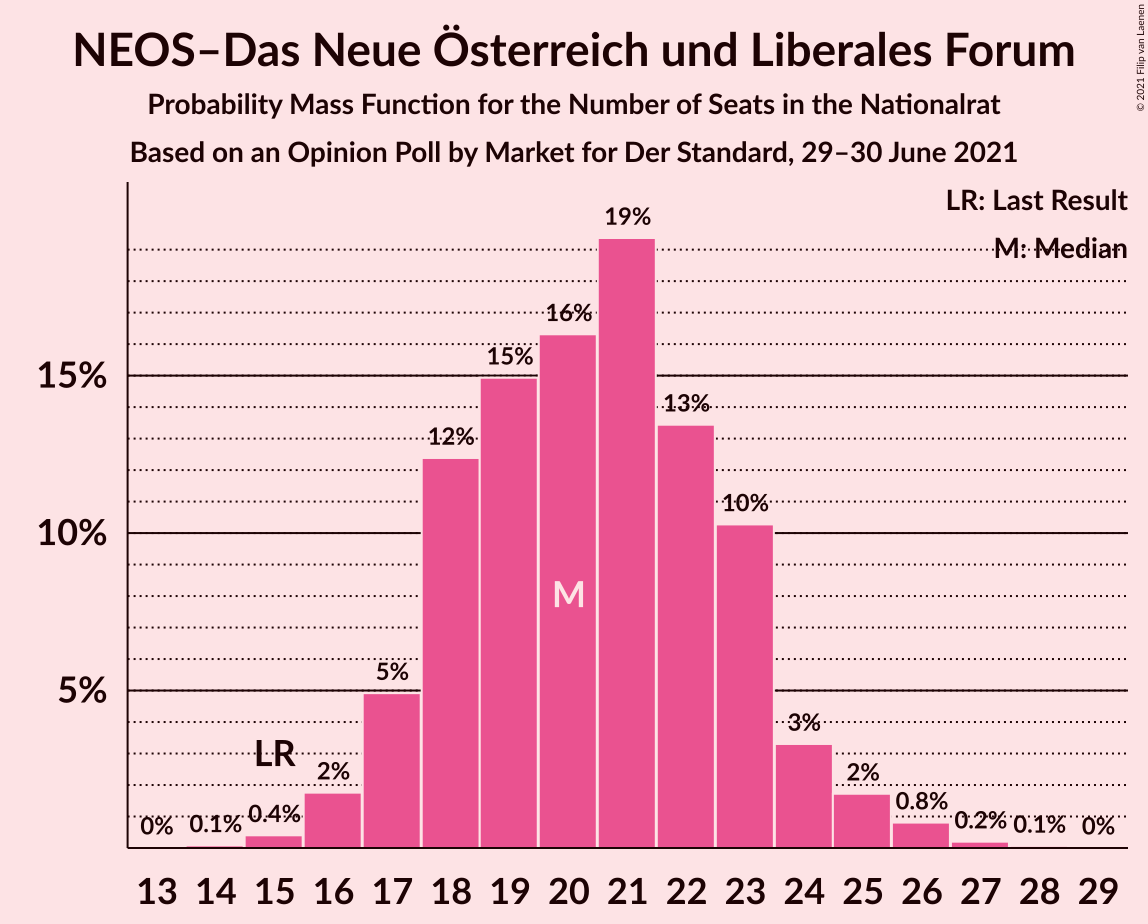 NEOS–Das Neue Österreich und Liberales Forum
Probability Mass Function for the Number of Seats in the Nationalrat
Based on an Opinion Poll by Market for Der Standard, 29–30 June 2021
© 2021 Filip van Laenen
LR: Last Result
M: Median
19%
16%
15%
15%
13%
12%
10%
10%
M
5%
5%
3%
LR
2%
2%
0.8%
0.4%
0.2%
0.1%
0.1%
0%
0%
13 14 15 16 17 18 19 20 21 22 23 24 25 26 27 28 29